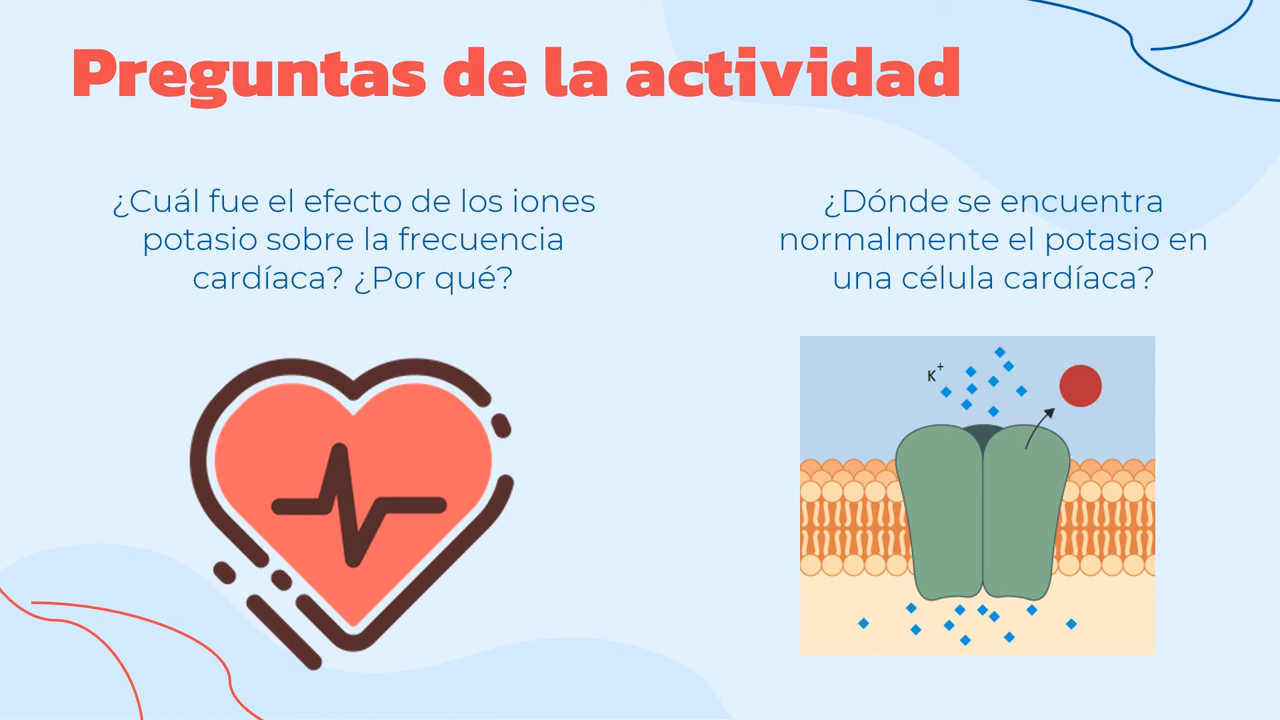 Preguntas de la actividad
¿Cuál fue el efecto de los iones
potasio sobre la frecuencia
cardíaca? ¿Por qué?
¿Dónde se encuentra
normalmente el potasio en
una célula cardíaca?
K⁺